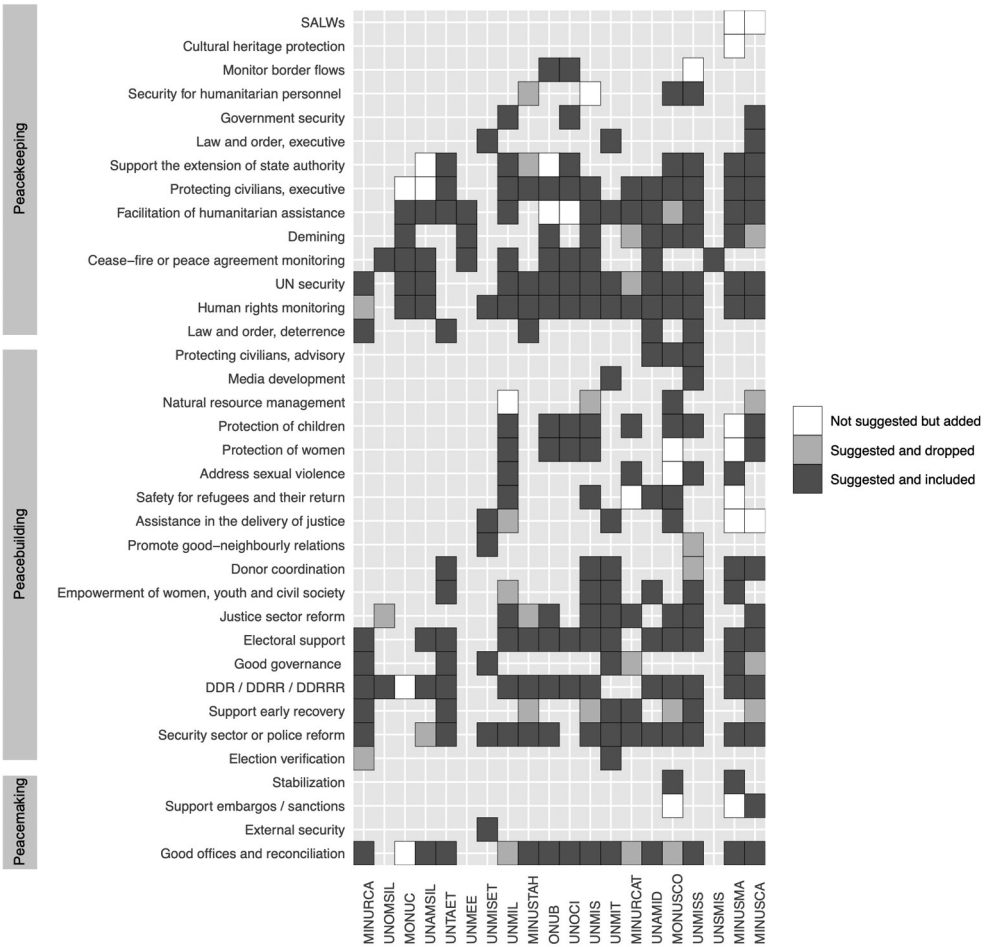 Peacekeeping
SALWs
Cultural heritage protection
Monitor border flows
Security for humanitarian personnel
Government security
Law and order, executive
Support the extension of state authority
Protecting civilians, executive
Facilitation of humanitarian assistance
Demining
Cease−fire or peace agreement monitoring
UN security
Human rights monitoring
Law and order, deterrence
Peacebuilding
Protecting civilians, advisory
Media development
Natural resource management
Protection of children
Protection of women
Address sexual violence
Safety for refugees and their return
Assistance in the delivery of justice
Promote good−neighbourly relations
Donor coordination
Empowerment of women, youth and civil society
Justice sector reform
Electoral support
Good governance
DDR / DDRR / DDRRR
Support early recovery
Security sector or police reform
Election verification
Peacemaking
Stabilization
Support embargos / sanctions
External security
Good offices and reconciliation
Not suggested but added
Suggested and dropped
Suggested and included
MINURCA
UNOMSIL
MONUC
UNAMSIL
UNTAET
UNMEE
UNMISET
UNMIL
MINUSTAH
ONUB
UNOCI
UNMIS
UNMIT
MINURCAT
UNAMID
MONUSCO
UNMISS
UNSMIS
MINUSMA
MINUSCA